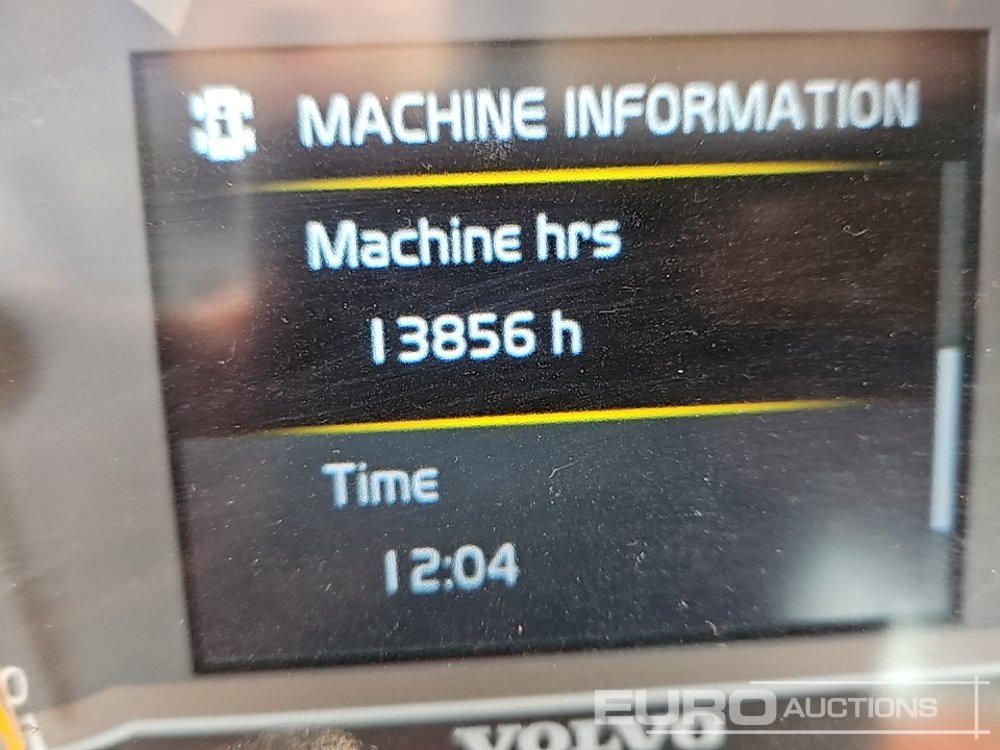 MACHINE INFORMATION
Machine hrs
13856 h
Time
12:04
VOLVO
EURO AUCTIONS